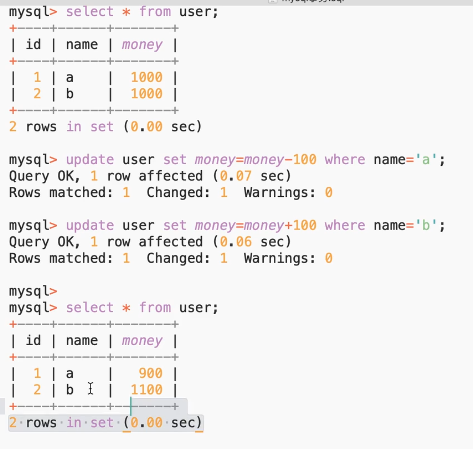 mysql> select * from user;
+----+------+-------+
| id | name | money |
+----+------+-------+
|  1 | a    |  1000 |
|  2 | b    |  1000 |
+----+------+-------+
2 rows in set (0.00 sec)

mysql> update user set money=money-100 where name='a';
Query OK, 1 row affected (0.07 sec)
Rows matched: 1  Changed: 1  Warnings: 0

mysql> update user set money=money+100 where name='b';
Query OK, 1 row affected (0.06 sec)
Rows matched: 1  Changed: 1  Warnings: 0

mysql>
mysql> select * from user;
+----+------+-------+
| id | name | money |
+----+------+-------+
|  1 | a    |   900 |
|  2 | b    |  1100 |
+----+------+-------+
2 rows in set (0.00 sec)